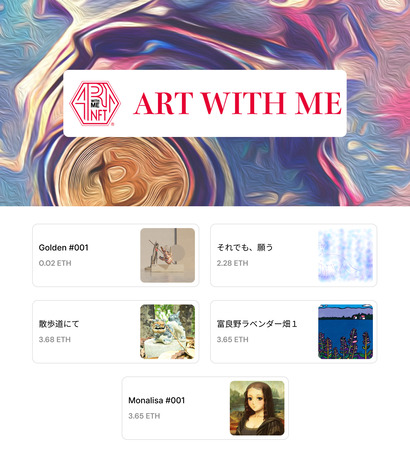 ME
NFT
ART WITH ME
Golden #001
0.02 ETH
それでも、願う
2.28 ETH
散歩道にて
3.68 ETH
富良野ラベンダー畑１
3.65 ETH
Monalisa #001
3.65 ETH